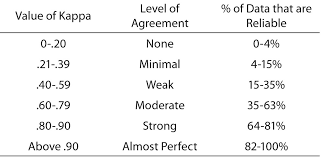 Value of Kappa Level of Agreement % of Data that are Reliable
0-.20 None 0-4%
.21-.39 Minimal 4-15%
.40-.59 Weak 15-35%
.60-.79 Moderate 35-63%
.80-.90 Strong 64-81%
Above .90 Almost Perfect 82-100%